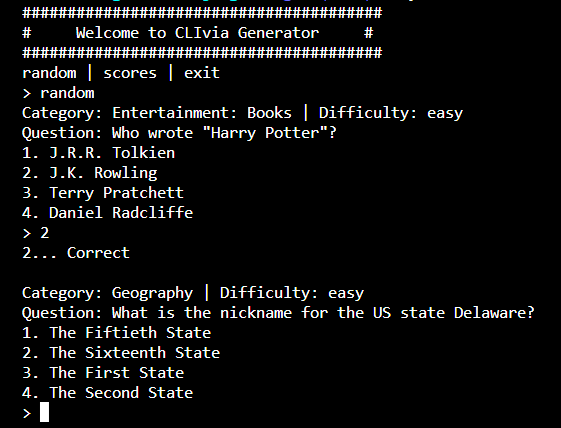 ########################################
#     Welcome to CLIvia Generator     #
########################################
random | scores | exit
> random
Category: Entertainment: Books | Difficulty: easy
Question: Who wrote "Harry Potter"?
1. J.R.R. Tolkien
2. J.K. Rowling
3. Terry Pratchett
4. Daniel Radcliffe
> 2
2... Correct

Category: Geography | Difficulty: easy
Question: What is the nickname for the US state Delaware?
1. The Fiftieth State
2. The Sixteenth State
3. The First State
4. The Second State
>